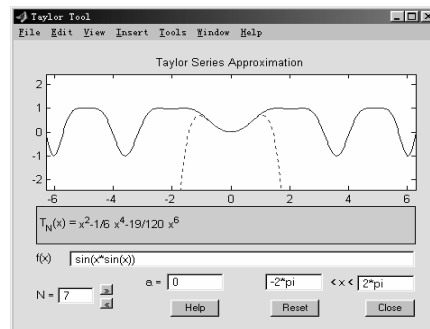 Taylor Tool
File Edit View Insert Tools Window Help
Taylor Series Approximation
2
1
0
-1
-2
-6 -4 -2 0 2 4 6
T_N(x) = x^2-1/6 x^4-19/120 x^6
f(x) sin(x*sin(x))
N = 7 a = 0 -2*pi < x < 2*pi
Help Reset Close